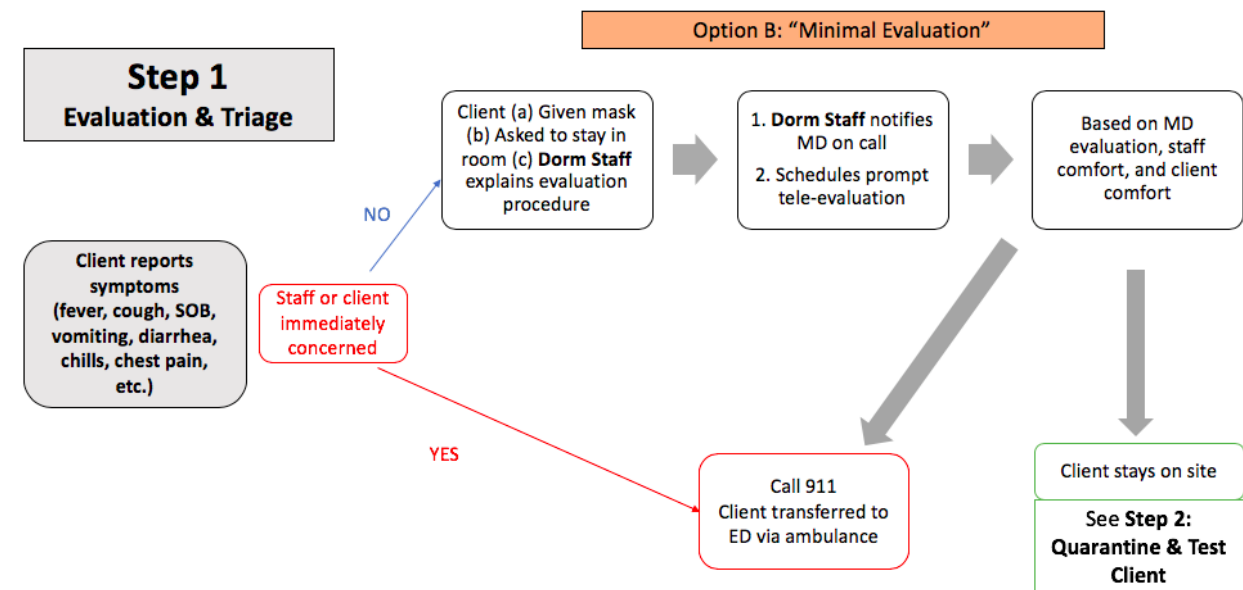 Option B: “Minimal Evaluation”
Step 1
Evaluation & Triage
Client (a) Given mask
(b) Asked to stay in
room (c) Dorm Staff
explains evaluation
procedure
1. Dorm Staff notifies
MD on call
2. Schedules prompt
tele-evaluation
Based on MD
evaluation, staff
comfort, and client
comfort
NO
Client reports
symptoms
(fever, cough, SOB,
vomiting, diarrhea,
chills, chest pain,
etc.)
Staff or client
immediately
concerned
YES
Call 911
Client transferred to
ED via ambulance
Client stays on site
See Step 2:
Quarantine & Test
Client